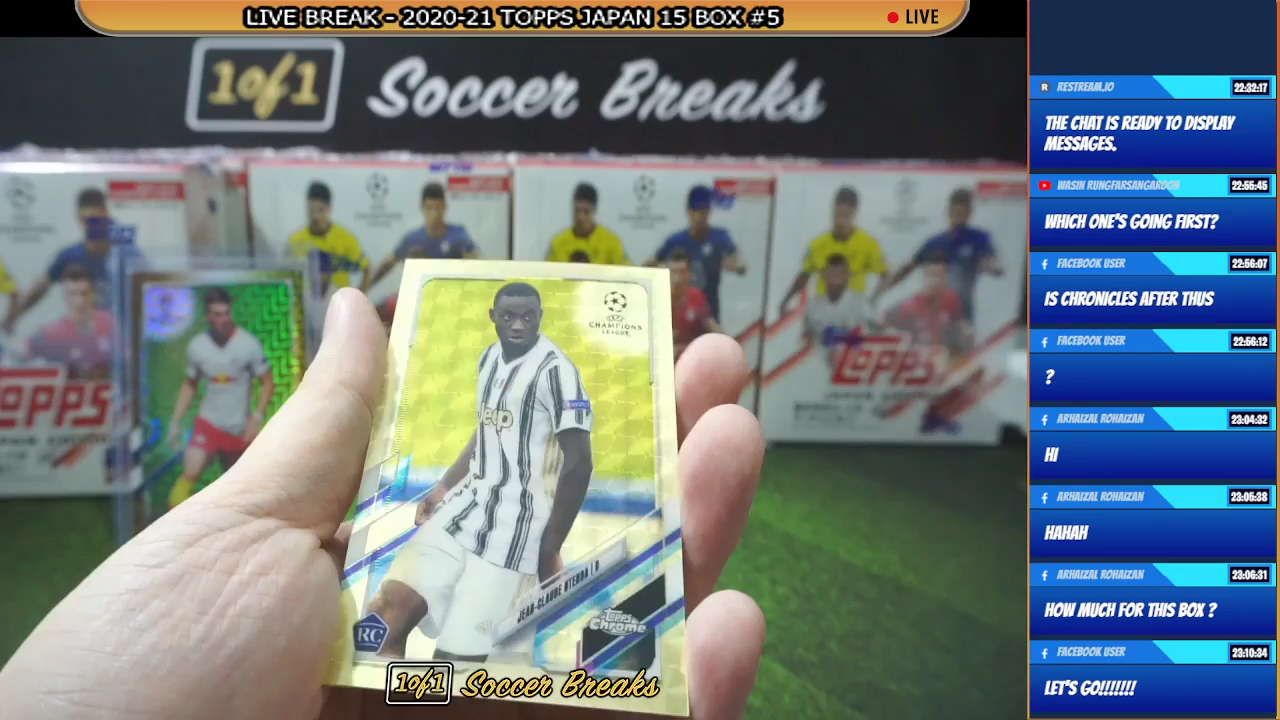 LIVE BREAK - 2020-21 TOPPS JAPAN 15 BOX #5
LIVE
1of1 Soccer Breaks
RESTREAM.IO 22:32:17
THE CHAT IS READY TO DISPLAY
MESSAGES.
WASIN RUNGFARSANGAROON 22:55:45
WHICH ONE'S GOING FIRST?
FACEBOOK USER 22:56:07
IS CHRONICLES AFTER THUS
FACEBOOK USER 22:56:12
?
ARHAIZAL ROHAIZAN 23:04:32
HI
ARHAIZAL ROHAIZAN 23:05:38
HAHAH
ARHAIZAL ROHAIZAN 23:06:31
HOW MUCH FOR THIS BOX ?
FACEBOOK USER 23:10:34
LET'S GO!!!!!!!
UEFA
CHAMPIONS
LEAGUE
Jeep
JEAN-CLAUDE NTENDA | D
Topps
Chrome
RC
TOPPS
TOPPS
1of1 Soccer Breaks